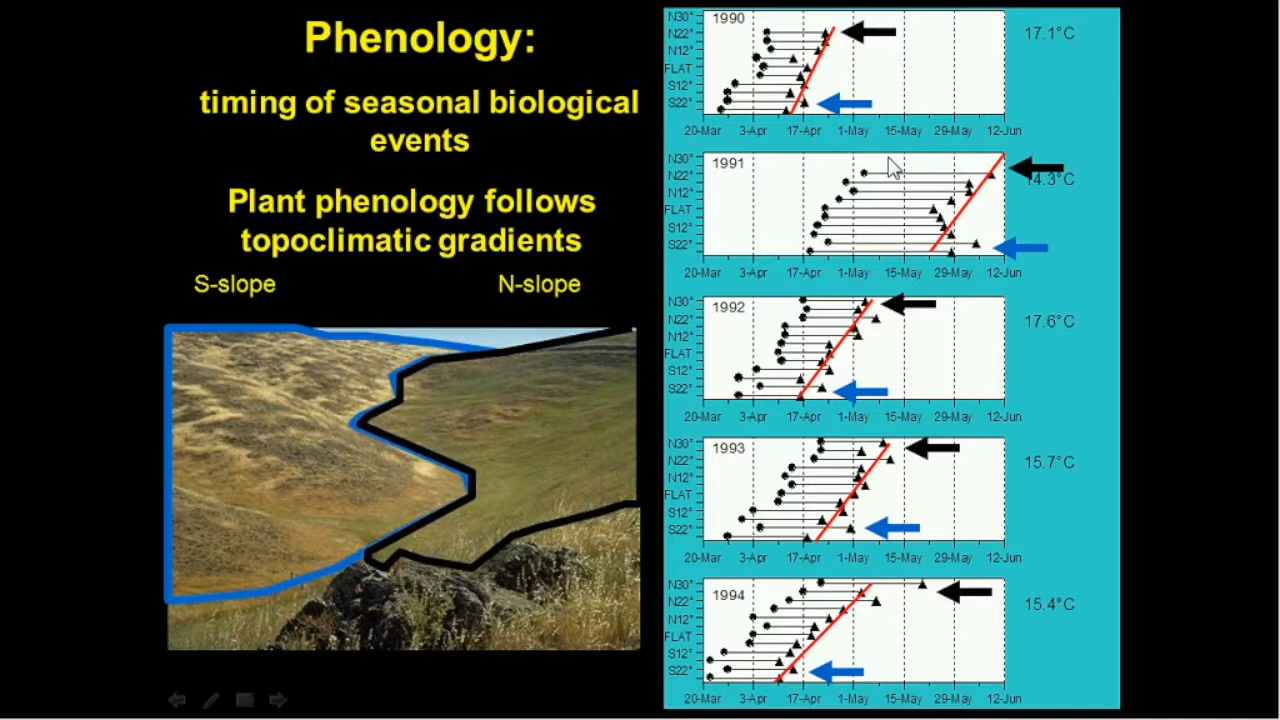 Phenology:
timing of seasonal biological
events
Plant phenology follows
topoclimatic gradients
S-slope
N-slope
1990
N30°
N22°
N12°
FLAT
S12°
S22°
20-Mar 3-Apr 17-Apr 1-May 15-May 29-May 12-Jun
17.1°C
1991
N30°
N22°
N12°
FLAT
S12°
S22°
20-Mar 3-Apr 17-Apr 1-May 15-May 29-May 12-Jun
14.3°C
1992
N30°
N22°
N12°
FLAT
S12°
S22°
20-Mar 3-Apr 17-Apr 1-May 15-May 29-May 12-Jun
17.6°C
1993
N30°
N22°
N12°
FLAT
S12°
S22°
20-Mar 3-Apr 17-Apr 1-May 15-May 29-May 12-Jun
15.7°C
1994
N30°
N22°
N12°
FLAT
S12°
S22°
20-Mar 3-Apr 17-Apr 1-May 15-May 29-May 12-Jun
15.4°C